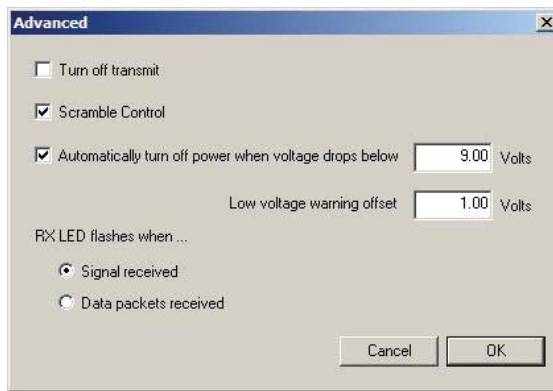 Advanced
Turn off transmit
Scramble Control
Automatically turn off power when voltage drops below 9.00 Volts
Low voltage warning offset 1.00 Volts
RX LED flashes when ...
Signal received
Data packets received
Cancel OK